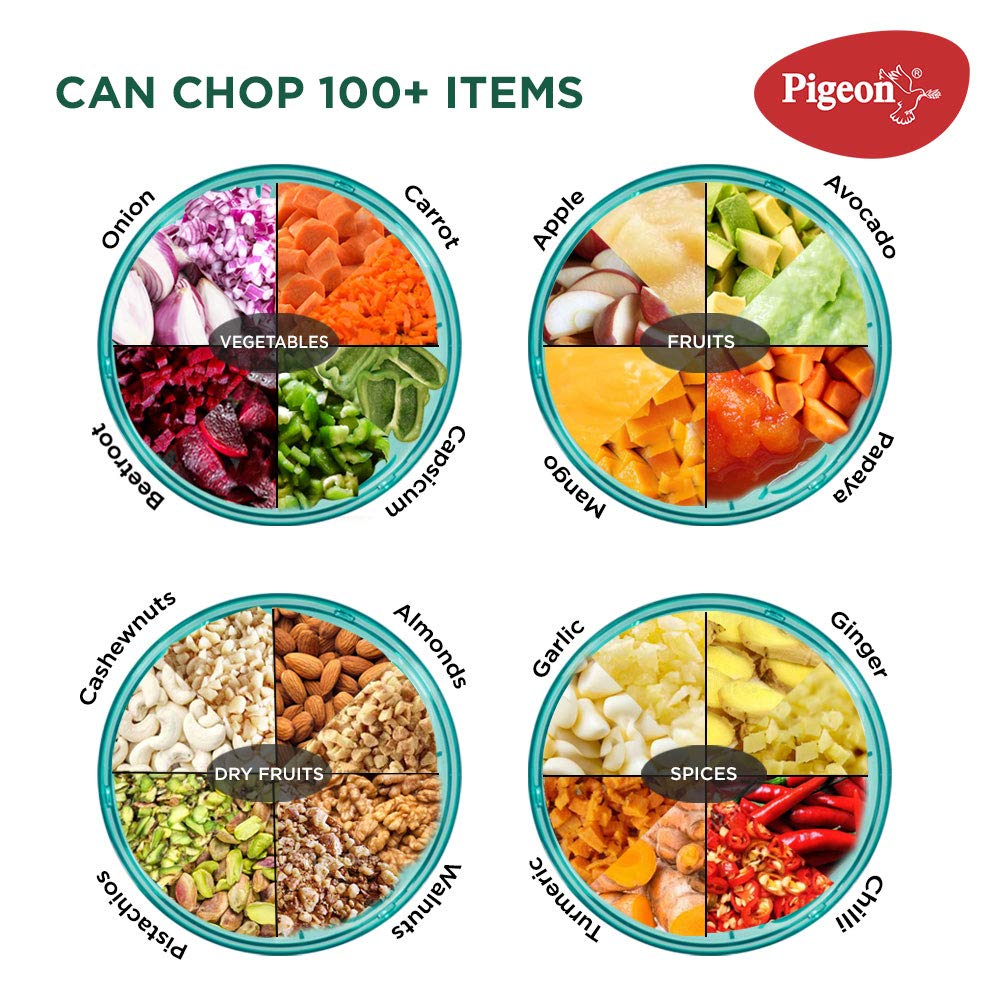 CAN CHOP 100+ ITEMS
Pigeon®
Onion
Carrot
VEGETABLES
Beetroot
Capsicum
Apple
Avocado
FRUITS
Mango
Papaya
Cashewnuts
Almonds
DRY FRUITS
Pistachios
Walnuts
Garlic
Ginger
SPICES
Turmeric
Chilli